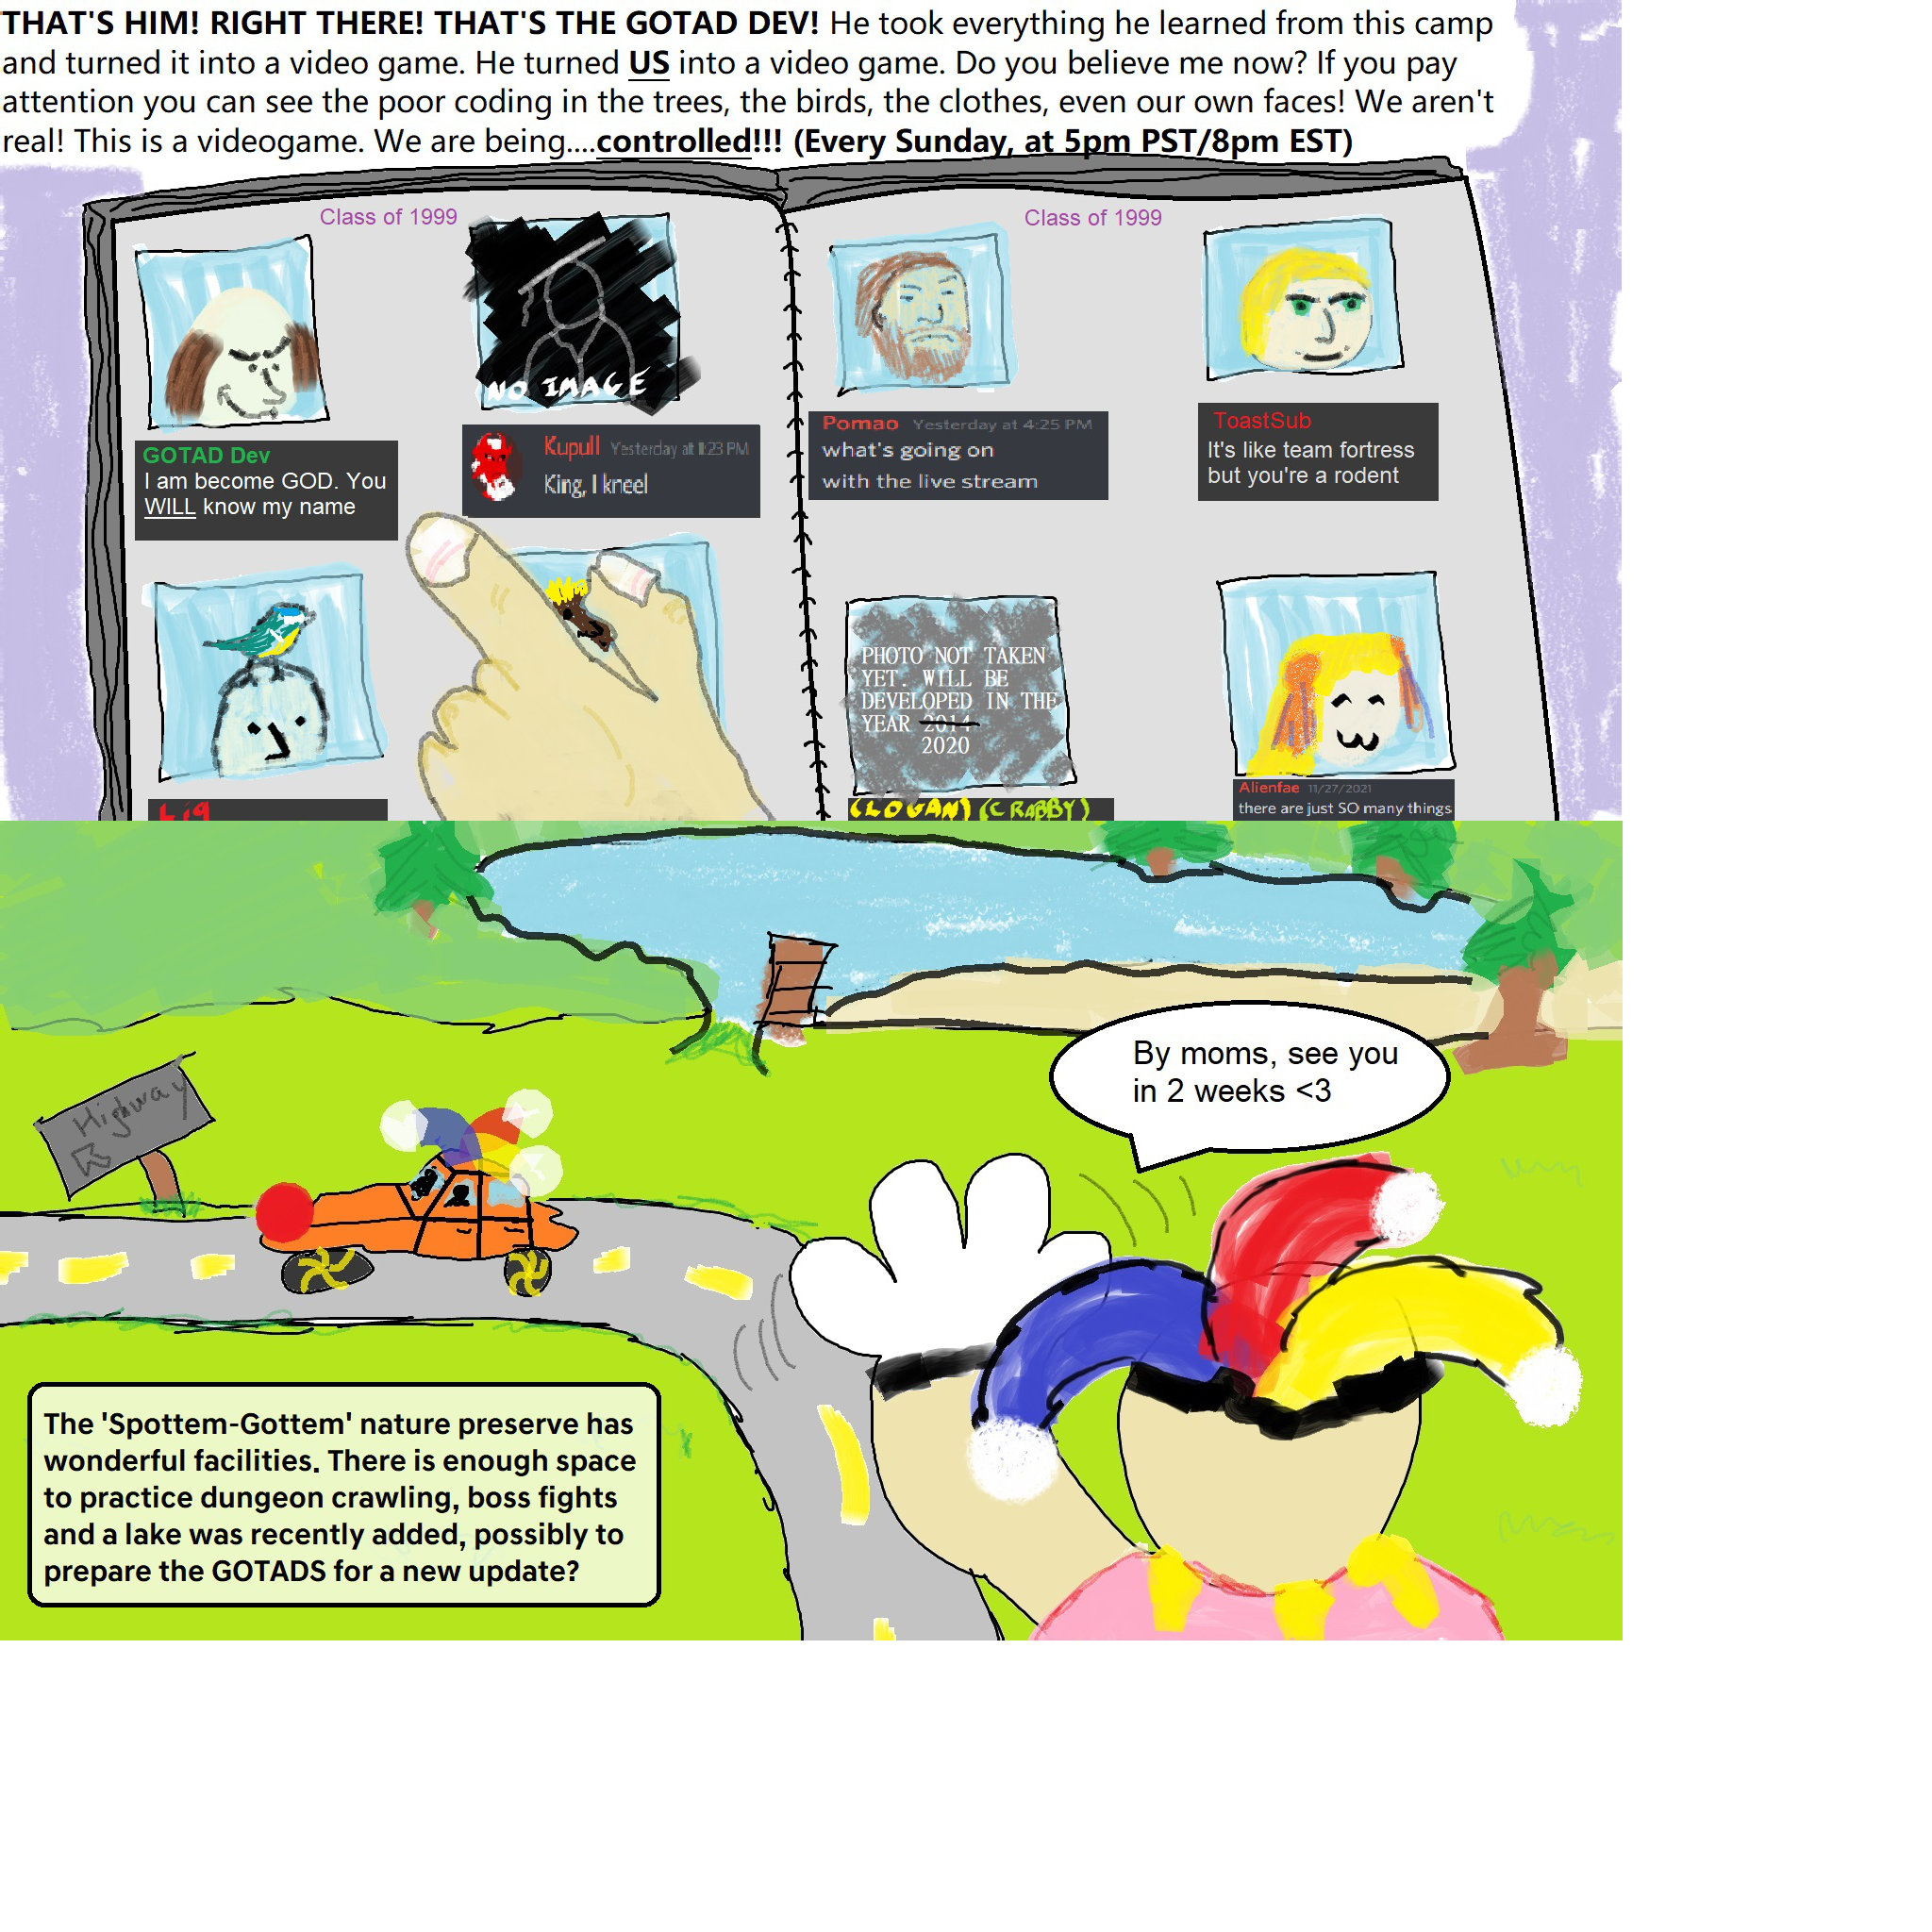 THAT'S HIM! RIGHT THERE! THAT'S THE GOTAD DEV! He took everything he learned from this camp
and turned it into a video game. He turned US into a video game. Do you believe me now? If you pay
attention you can see the poor coding in the trees, the birds, the clothes, even our own faces! We aren't
real! This is a videogame. We are being....controlled!!! (Every Sunday, at 5pm PST/8pm EST)
Class of 1999
NO IMAGE
GOTAD Dev
I am become GOD. You
WILL know my name
Kupull Yesterday at 1:23 PM
King, I kneel
Class of 1999
Pomao Yesterday at 4:25 PM
what's going on
with the live stream
ToastSub
It's like team fortress
but you're a rodent
PHOTO NOT TAKEN
YET. WILL BE
DEVELOPED IN THE
YEAR 2014
2020
(LOGAN) (CRABBY)
Alienfae 11/27/2021
there are just SO many things
Highway
By moms, see you
in 2 weeks <3
The 'Spottem-Gottem' nature preserve has
wonderful facilities. There is enough space
to practice dungeon crawling, boss fights
and a lake was recently added, possibly to
prepare the GOTADS for a new update?